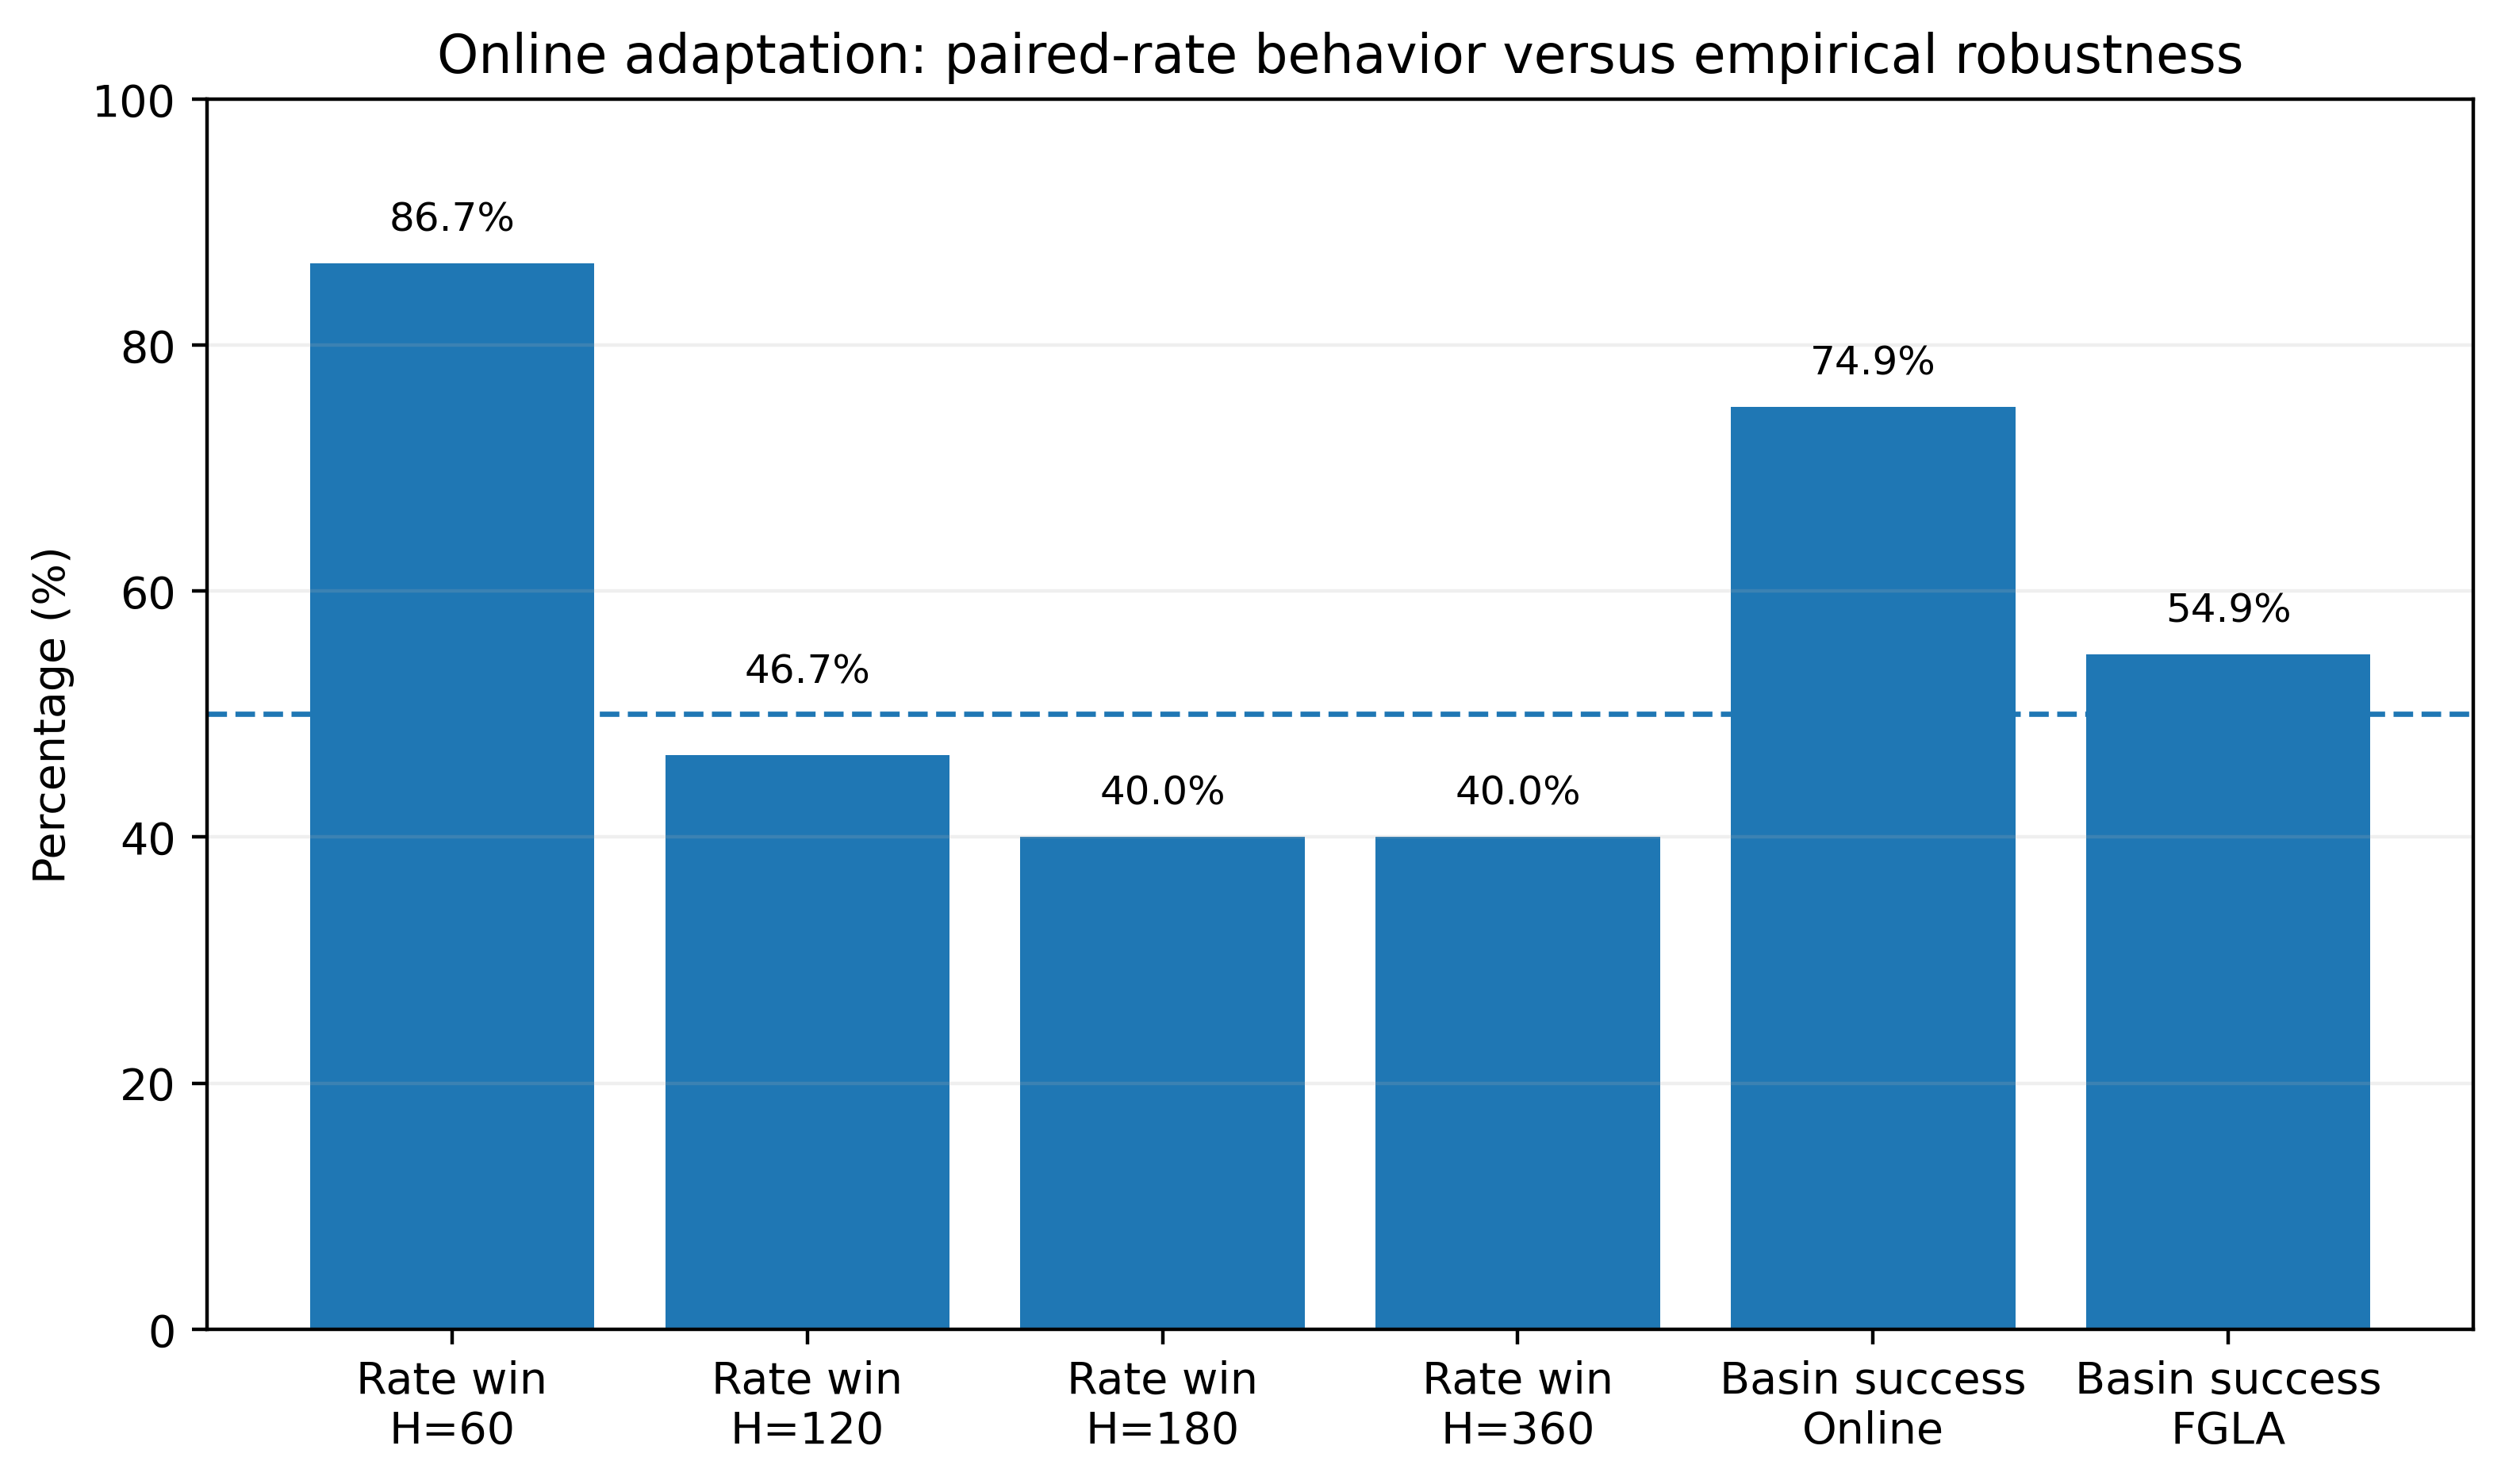 Online adaptation: paired-rate behavior versus empirical robustness
Percentage (%)
100
80
60
40
20
0
86.7%
46.7%
40.0%
40.0%
74.9%
54.9%
Rate win
H=60
Rate win
H=120
Rate win
H=180
Rate win
H=360
Basin success
Online
Basin success
FGLA